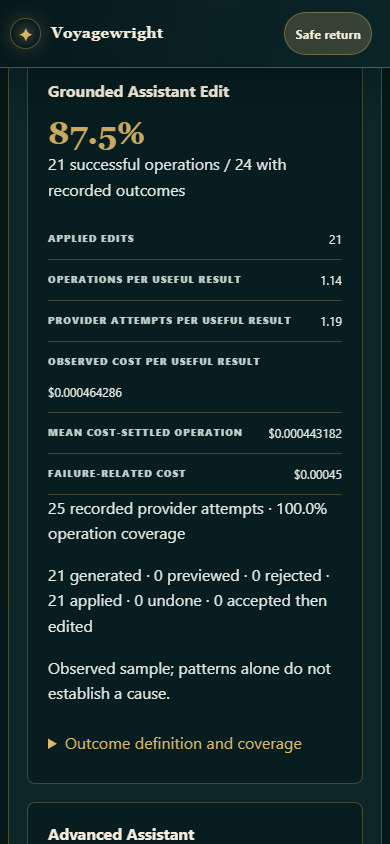 Voyagewright
Safe return
Grounded Assistant Edit
87.5%
21 successful operations / 24 with
recorded outcomes
APPLIED EDITS 21
OPERATIONS PER USEFUL RESULT 1.14
PROVIDER ATTEMPTS PER USEFUL RESULT 1.19
OBSERVED COST PER USEFUL RESULT
$0.000464286
MEAN COST-SETTLED OPERATION $0.000443182
FAILURE-RELATED COST $0.00045
25 recorded provider attempts · 100.0%
operation coverage
21 generated · 0 previewed · 0 rejected ·
21 applied · 0 undone · 0 accepted then
edited
Observed sample; patterns alone do not
establish a cause.
Outcome definition and coverage
Advanced Assistant